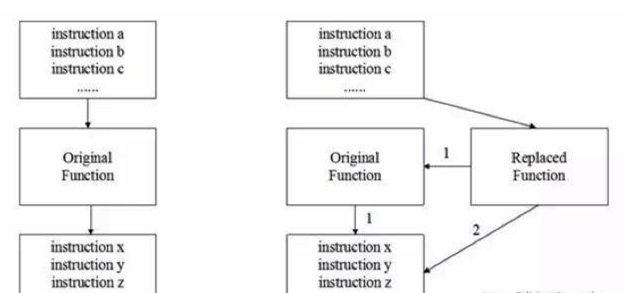 instruction a
instruction b
instruction c
......
Original
Function
instruction x
instruction y
instruction z
instruction a
instruction b
instruction c
......
Original
Function
1
Replaced
Function
1
2
instruction x
instruction y
instruction z